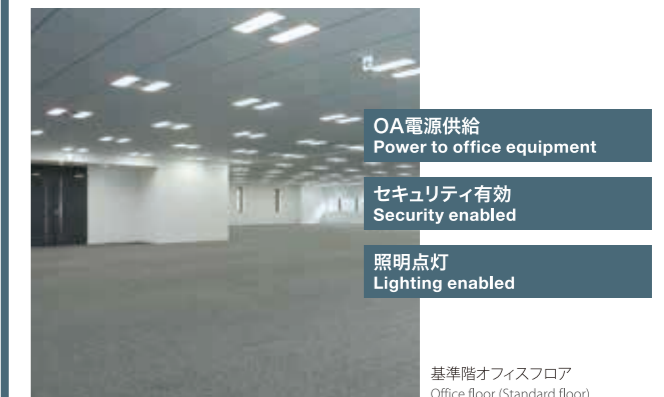 OA電源供給
Power to office equipment
セキュリティ有効
Security enabled
照明点灯
Lighting enabled
基準階オフィスフロア
Office floor (Standard floor)